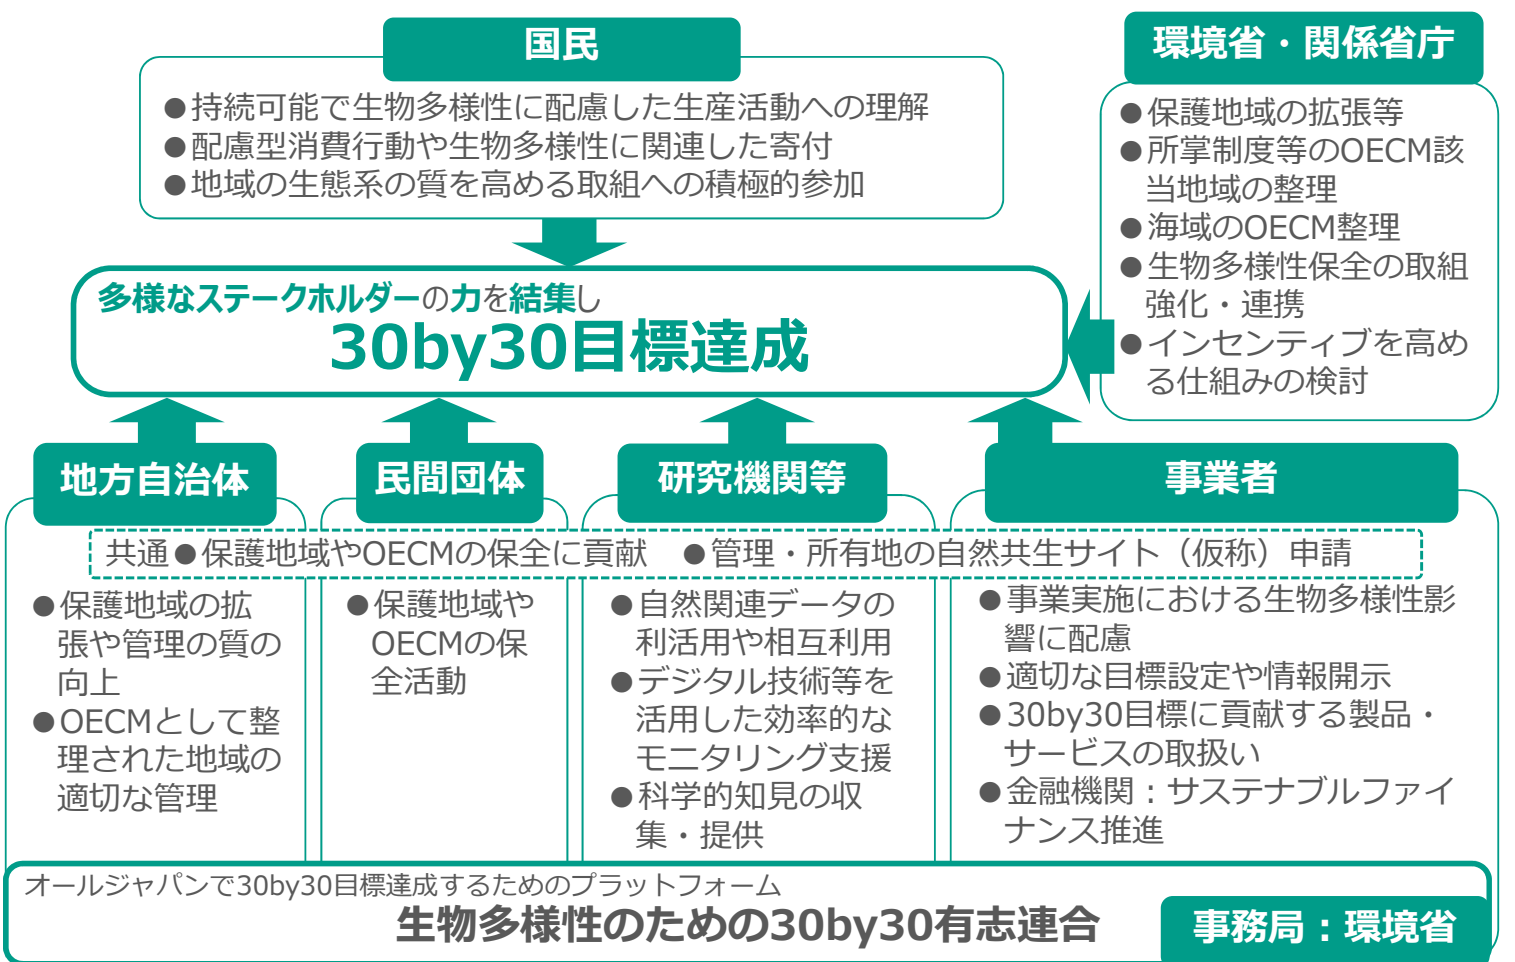 国民
●持続可能で生物多様性に配慮した生産活動への理解
●配慮型消費行動や生物多様性に関連した寄付
●地域の生態系の質を高める取組への積極的参加
環境省・関係省庁
●保護地域の拡張等
●所掌制度等のOECM該
当地域の整理
●海域のOECM整理
●生物多様性保全の取組
強化・連携
●インセンティブを高め
る仕組みの検討
多様なステークホルダーの力を結集し
30by30目標達成
地方自治体
民間団体
研究機関等
事業者
共通●保護地域やOECMの保全に貢献　●管理・所有地の自然共生サイト（仮称）申請
●保護地域の拡
張や管理の質の
向上
●OECMとして整
理された地域の
適切な管理
●保護地域や
OECMの保
全活動
●自然関連データの
利活用や相互利用
●デジタル技術等を
活用した効率的な
モニタリング支援
●科学的知見の収
集・提供
●事業実施における生物多様性影
響に配慮
●適切な目標設定や情報開示
●30by30目標に貢献する製品・
サービスの取扱い
●金融機関：サステナブルファイ
ナンス推進
オールジャパンで30by30目標達成するためのプラットフォーム
生物多様性のための30by30有志連合
事務局：環境省